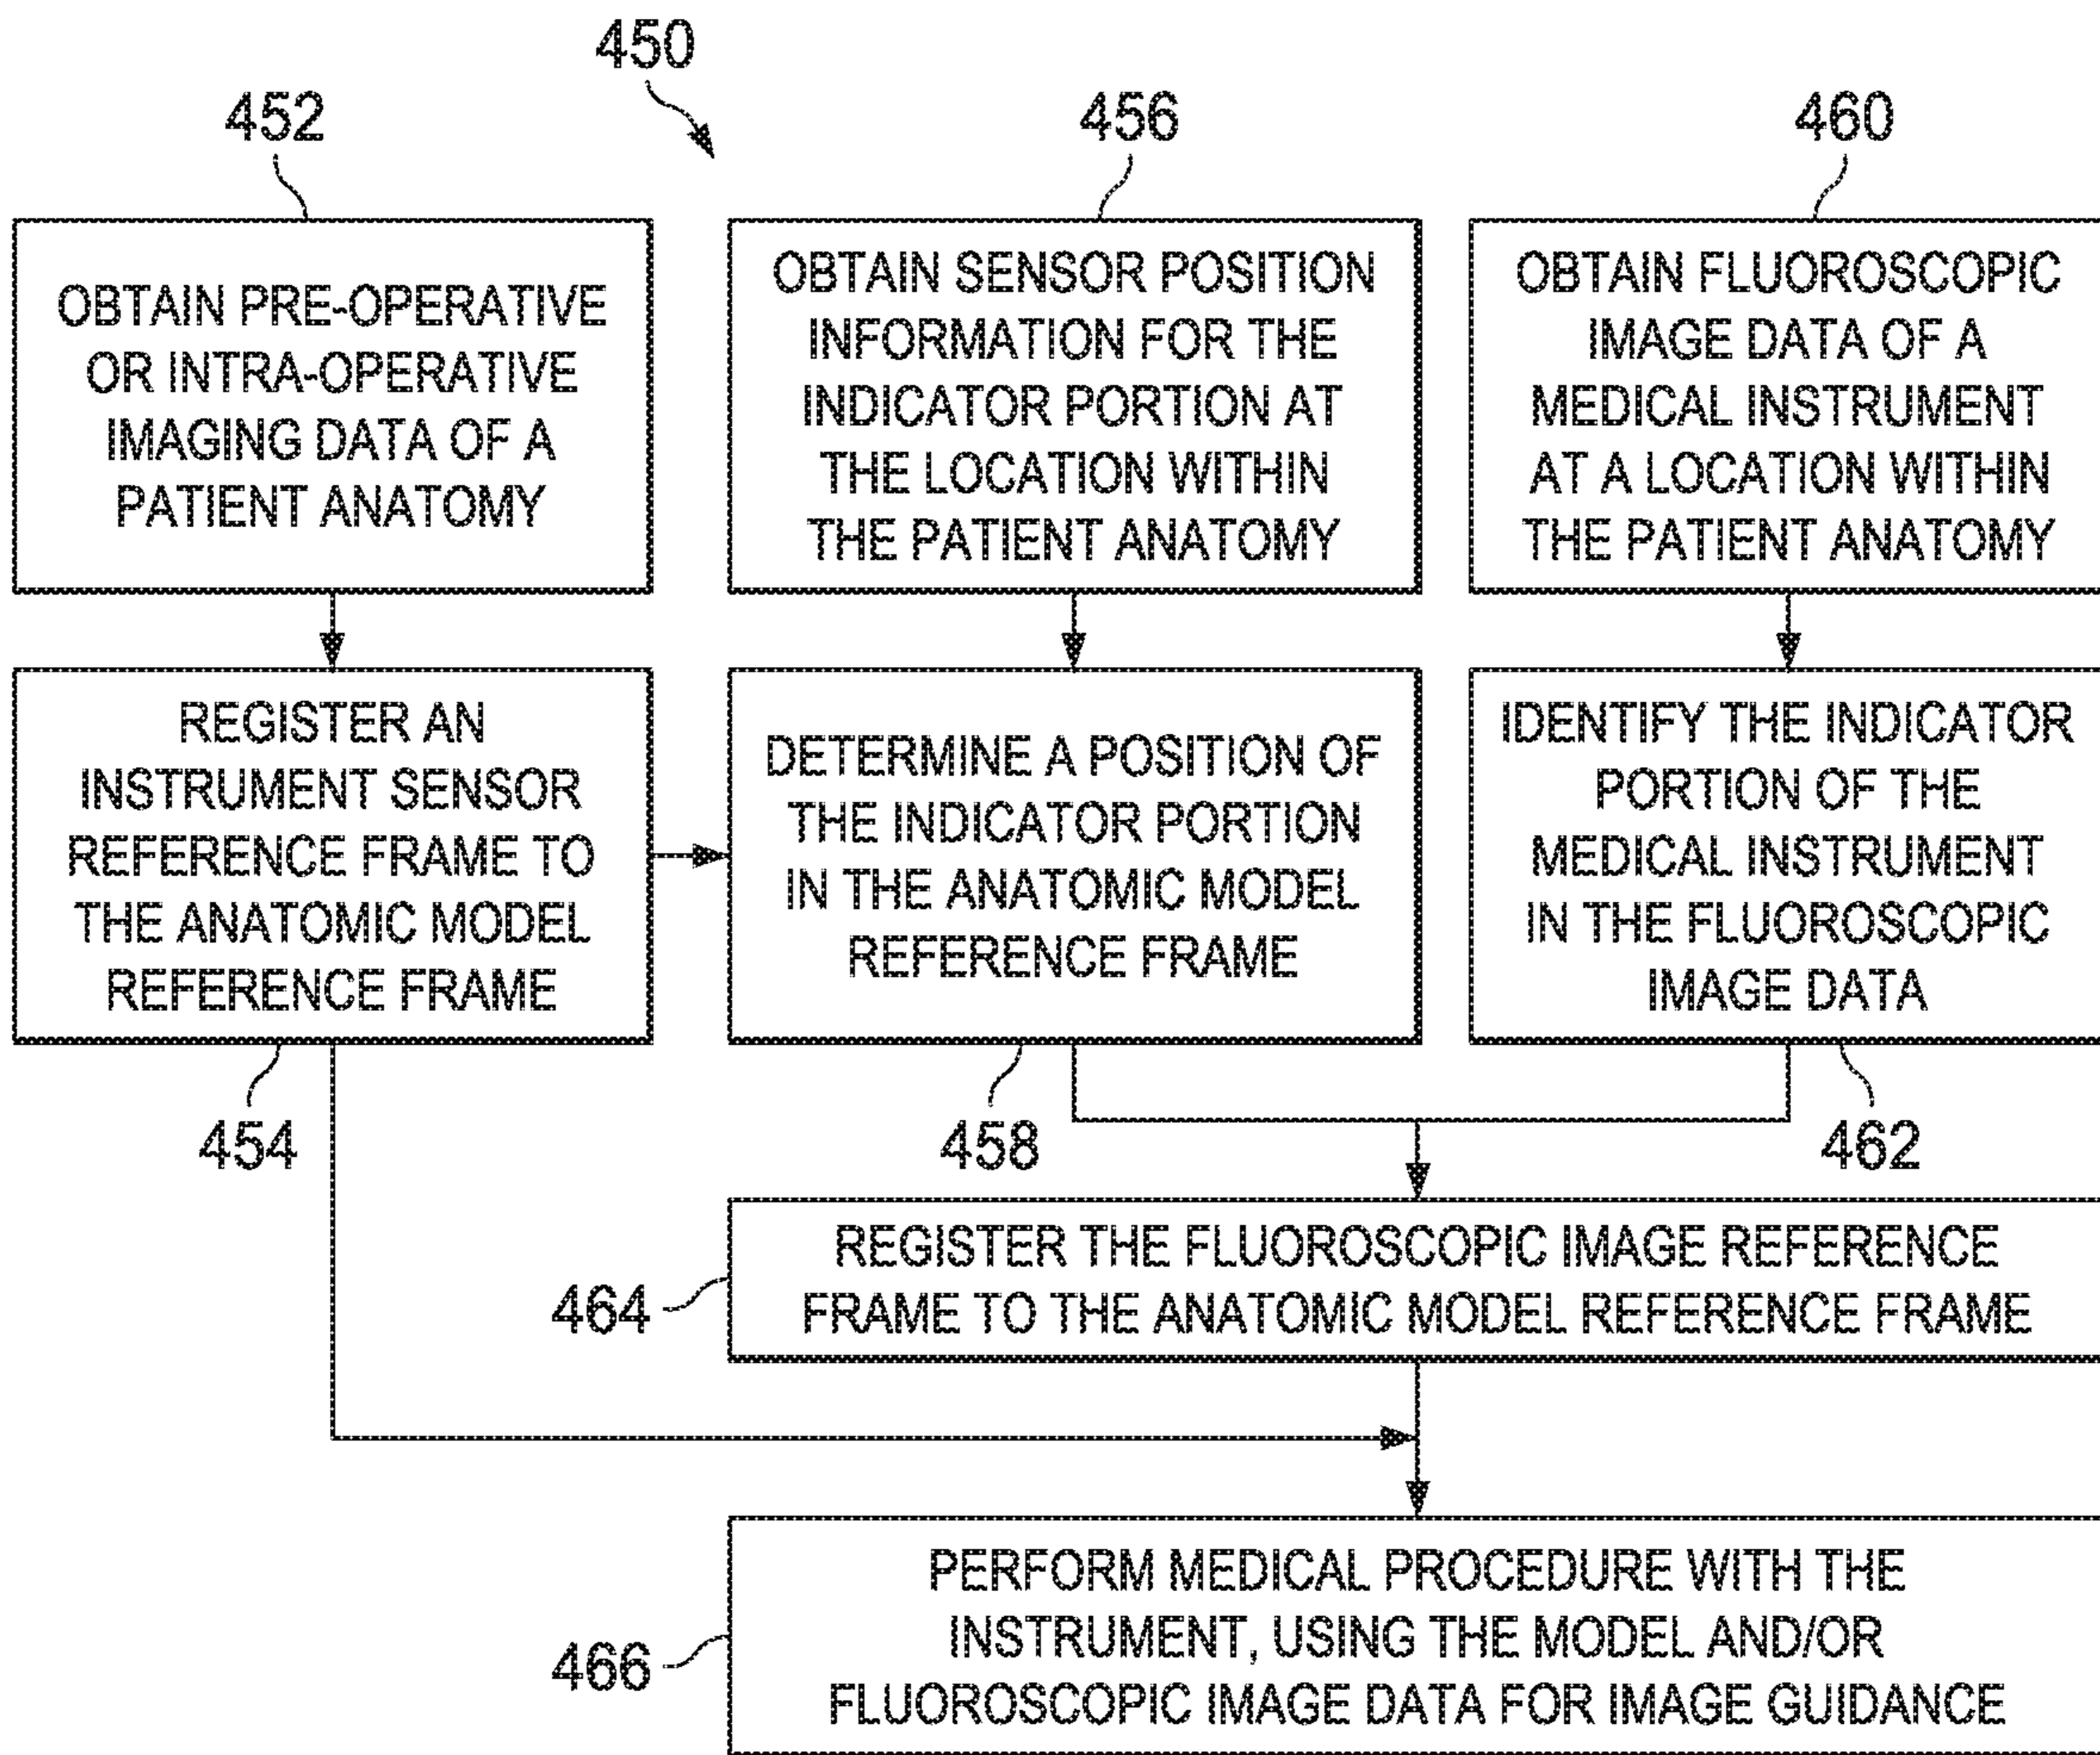 450
452
456
460
OBTAIN PRE-OPERATIVE
OR INTRA-OPERATIVE
IMAGING DATA OF A
PATIENT ANATOMY
OBTAIN SENSOR POSITION
INFORMATION FOR THE
INDICATOR PORTION AT
THE LOCATION WITHIN
THE PATIENT ANATOMY
OBTAIN FLUOROSCOPIC
IMAGE DATA OF A
MEDICAL INSTRUMENT
AT A LOCATION WITHIN
THE PATIENT ANATOMY
REGISTER AN
INSTRUMENT SENSOR
REFERENCE FRAME TO
THE ANATOMIC MODEL
REFERENCE FRAME
DETERMINE A POSITION OF
THE INDICATOR PORTION
IN THE ANATOMIC MODEL
REFERENCE FRAME
IDENTIFY THE INDICATOR
PORTION OF THE
MEDICAL INSTRUMENT
IN THE FLUOROSCOPIC
IMAGE DATA
454
458
462
464
REGISTER THE FLUOROSCOPIC IMAGE REFERENCE
FRAME TO THE ANATOMIC MODEL REFERENCE FRAME
466
PERFORM MEDICAL PROCEDURE WITH THE
INSTRUMENT, USING THE MODEL AND/OR
FLUOROSCOPIC IMAGE DATA FOR IMAGE GUIDANCE